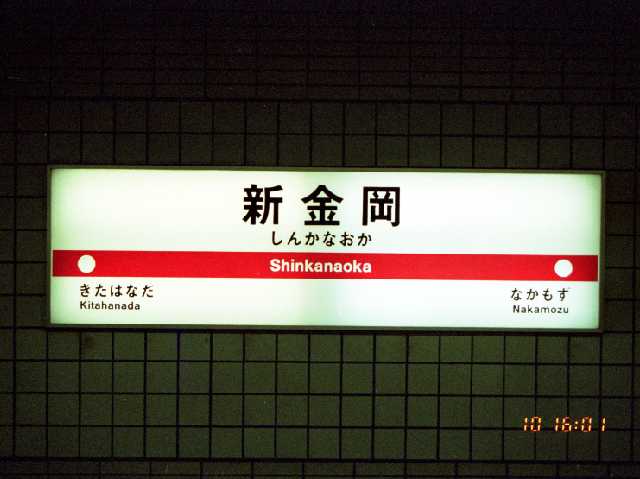 新金岡
しんかなおか
Shinkanaoka
きたはなだ
Kitahanada
なかもず
Nakamozu
10 16:01